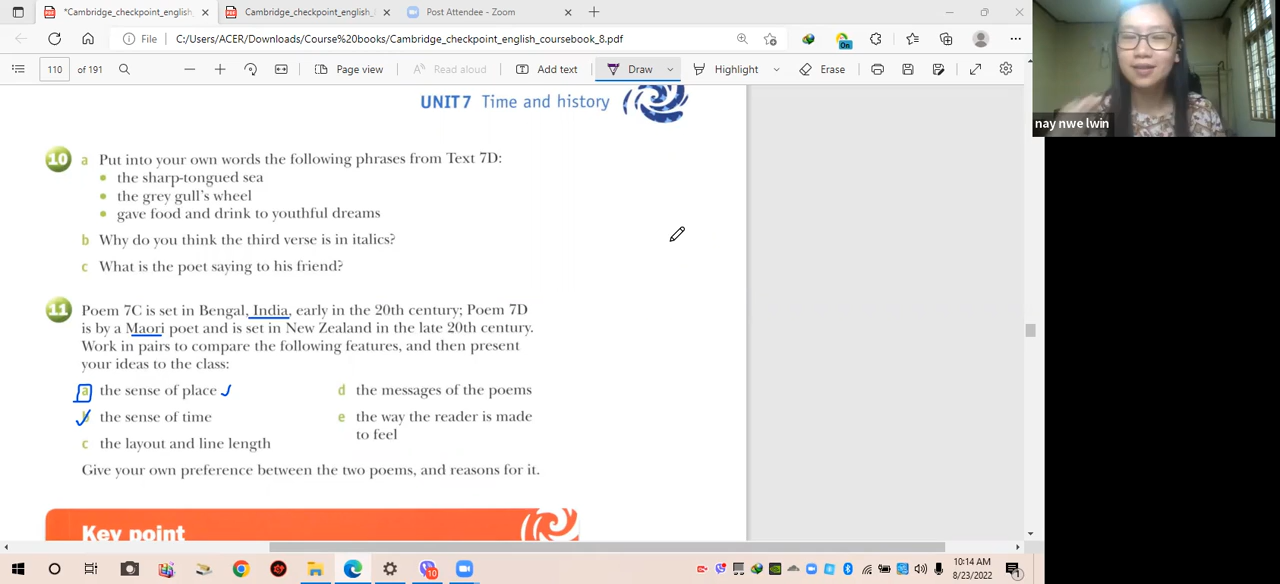 *Cambridge_checkpoint_english_
Cambridge_checkpoint_english_
Post Attendee - Zoom
File
C:/Users/ACER/Downloads/Course%20books/Cambridge_checkpoint_english_coursebook_8.pdf
On
110 of 191
Page view
Read aloud
Add text
Draw
Highlight
Erase
nay nwe lwin
UNIT 7 Time and history
10 a Put into your own words the following phrases from Text 7D:
• the sharp-tongued sea
• the grey gull's wheel
• gave food and drink to youthful dreams
b Why do you think the third verse is in italics?
c What is the poet saying to his friend?
11 Poem 7C is set in Bengal, India, early in the 20th century; Poem 7D
is by a Maori poet and is set in New Zealand in the late 20th century.
Work in pairs to compare the following features, and then present
your ideas to the class:
a the sense of place
d the messages of the poems
b the sense of time
e the way the reader is made
to feel
c the layout and line length
Give your own preference between the two poems, and reasons for it.
Key point
10
10:14 AM
8/23/2022
1